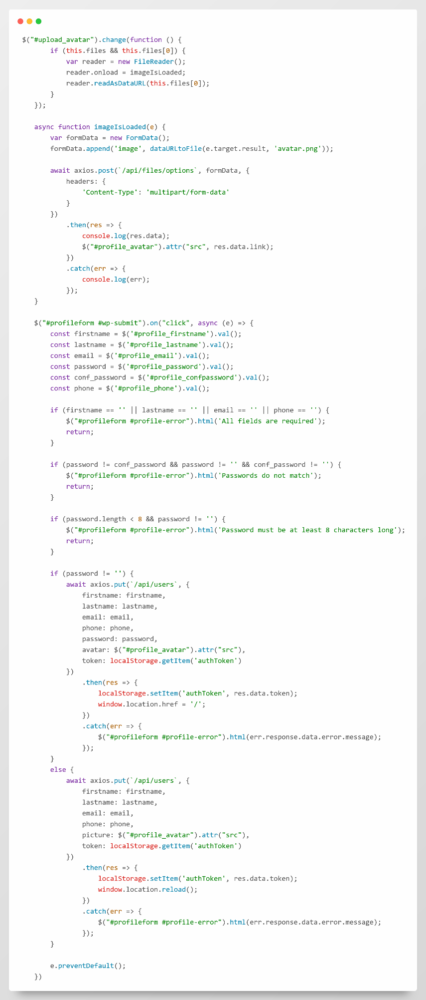 $("#upload_avatar").change(function () {
if (this.files && this.files[0]) {
var reader = new FileReader();
reader.onload = imageIsLoaded;
reader.readAsDataURL(this.files[0]);
}
});
async function imageIsLoaded(e) {
var formData = new FormData();
formData.append('image', dataURLtoFile(e.target.result, 'avatar.png'));
await axios.post(`/api/files/options`, formData, {
headers: {
'Content-Type': 'multipart/form-data'
}
})
.then(res => {
console.log(res.data);
$("#profile_avatar").attr("src", res.data.link);
})
.catch(err => {
console.log(err);
});
}
$("#profileform #wp-submit").on("click", async (e) => {
const firstname = $('#profile_firstname').val();
const lastname = $('#profile_lastname').val();
const email = $('#profile_email').val();
const password = $('#profile_password').val();
const conf_password = $('#profile_confpassword').val();
const phone = $('#profile_phone').val();
if (firstname == '' || lastname == '' || email == '' || phone == '') {
$("#profileform #profile-error").html('All fields are required');
return;
}
if (password != conf_password && password != '' && conf_password != '') {
$("#profileform #profile-error").html('Passwords do not match');
return;
}
if (password.length < 8 && password != '') {
$("#profileform #profile-error").html('Password must be at least 8 characters long');
return;
}
if (password != '') {
await axios.put(`/api/users`, {
firstname: firstname,
lastname: lastname,
email: email,
phone: phone,
password: password,
avatar: $("#profile_avatar").attr("src"),
token: localStorage.getItem('authToken')
})
.then(res => {
localStorage.setItem('authToken', res.data.token);
window.location.href = '/';
})
.catch(err => {
$("#profileform #profile-error").html(err.response.data.error.message);
});
}
else {
await axios.put(`/api/users`, {
firstname: firstname,
lastname: lastname,
email: email,
phone: phone,
picture: $("#profile_avatar").attr("src"),
token: localStorage.getItem('authToken')
})
.then(res => {
localStorage.setItem('authToken', res.data.token);
window.location.reload();
})
.catch(err => {
$("#profileform #profile-error").html(err.response.data.error.message);
});
}
e.preventDefault();
})